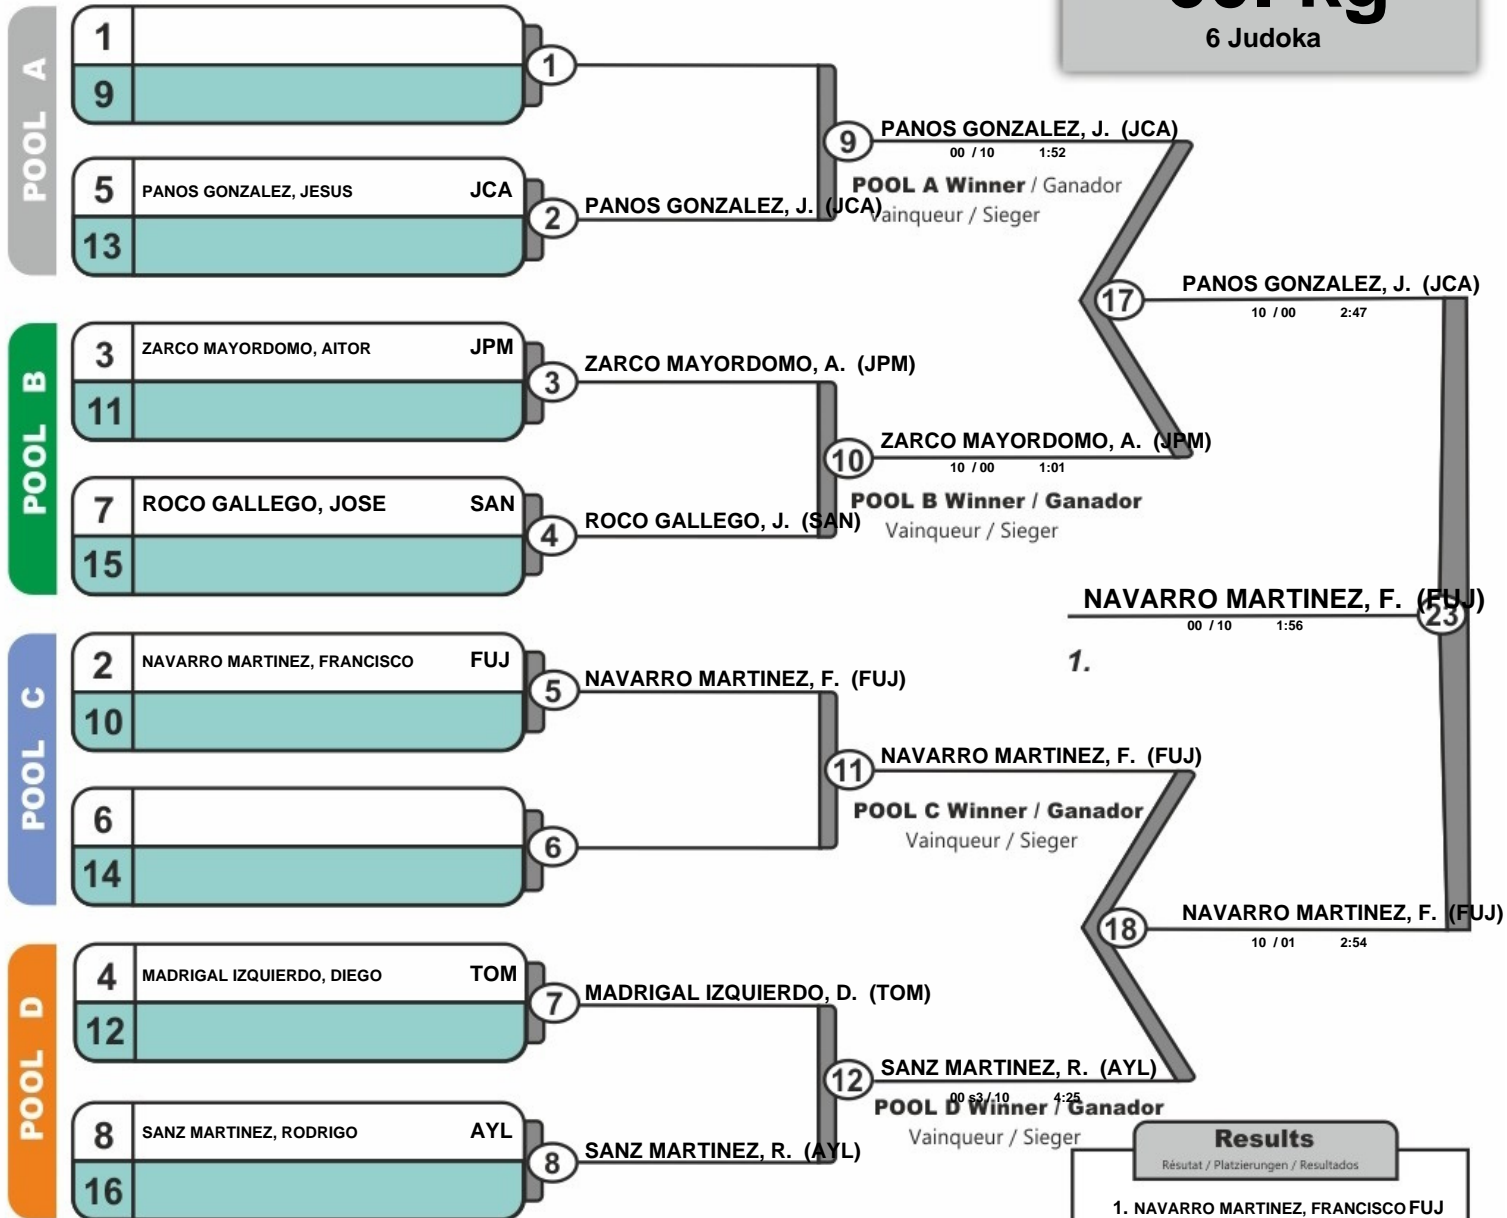 6 Judoka
POOL A
1
9
1
5 PANOS GONZALEZ, JESUS JCA
13
2
PANOS GONZALEZ, J. (JCA)
9
PANOS GONZALEZ, J. (JCA)
00 / 10 1:52
POOL A Winner / Ganador
Vainqueur / Sieger
POOL B
3 ZARCO MAYORDOMO, AITOR JPM
11
3
ZARCO MAYORDOMO, A. (JPM)
7 ROCO GALLEGO, JOSE SAN
15
4
ROCO GALLEGO, J. (SAN)
10
ZARCO MAYORDOMO, A. (JPM)
10 / 00 1:01
POOL B Winner / Ganador
Vainqueur / Sieger
17
PANOS GONZALEZ, J. (JCA)
10 / 00 2:47
NAVARRO MARTINEZ, F. (FUJ)
23
00 / 10 1:56
1.
POOL C
2 NAVARRO MARTINEZ, FRANCISCO FUJ
10
5
NAVARRO MARTINEZ, F. (FUJ)
6
14
6
11
NAVARRO MARTINEZ, F. (FUJ)
POOL C Winner / Ganador
Vainqueur / Sieger
POOL D
4 MADRIGAL IZQUIERDO, DIEGO TOM
12
7
MADRIGAL IZQUIERDO, D. (TOM)
8 SANZ MARTINEZ, RODRIGO AYL
16
8
SANZ MARTINEZ, R. (AYL)
12
SANZ MARTINEZ, R. (AYL)
00 s3 / 10 4:25
POOL D Winner / Ganador
Vainqueur / Sieger
18
NAVARRO MARTINEZ, F. (FUJ)
10 / 01 2:54
Results
Résutat / Platzierungen / Resultados
1. NAVARRO MARTINEZ, FRANCISCO FUJ